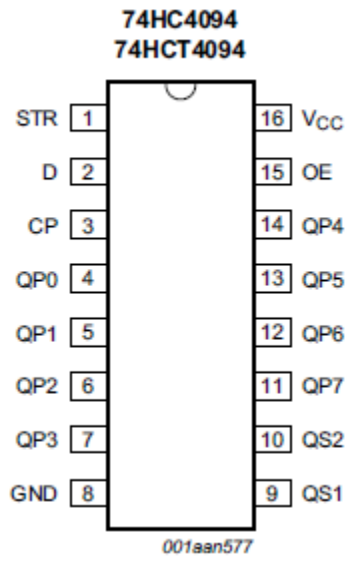 74HC4094
74HCT4094
STR 1 16 VCC
D 2 15 OE
CP 3 14 QP4
QP0 4 13 QP5
QP1 5 12 QP6
QP2 6 11 QP7
QP3 7 10 QS2
GND 8 9 QS1
001aan577